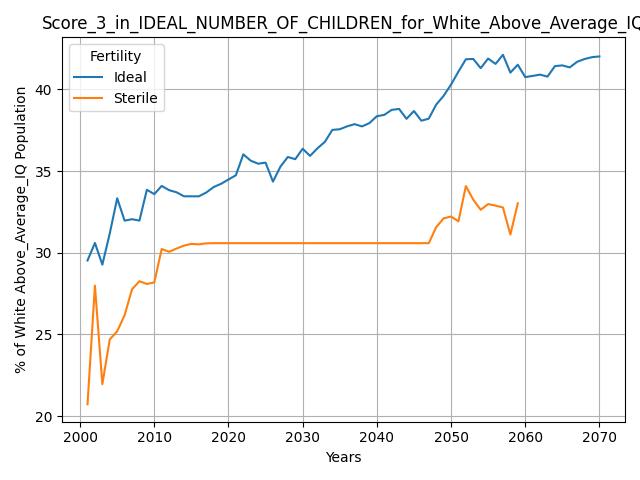 Score_3_in_IDEAL_NUMBER_OF_CHILDREN_for_White_Above_Average_IQ
Fertility
Ideal
Sterile
% of White Above_Average_IQ Population
40
35
30
25
20
2000 2010 2020 2030 2040 2050 2060 2070
Years